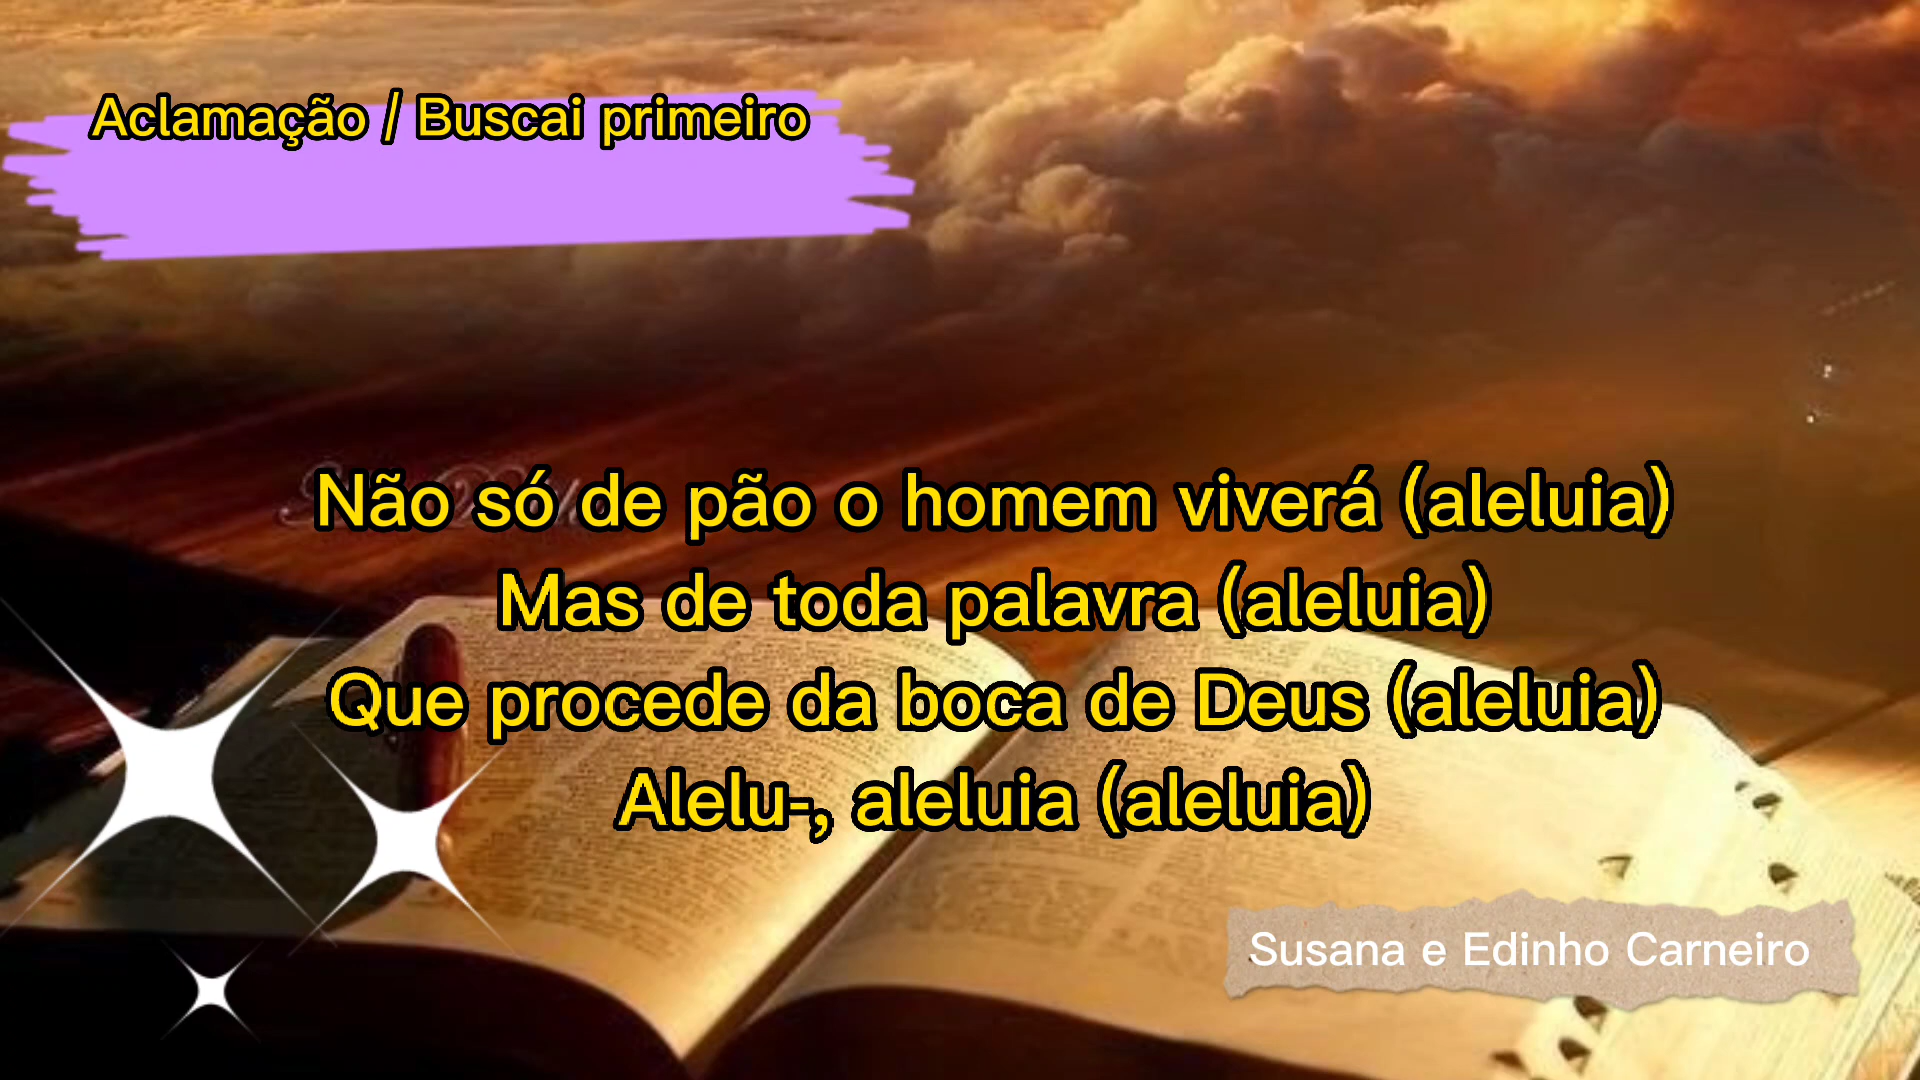 Aclamação / Buscai primeiro
Não só de pão o homem viverá (aleluia)
Mas de toda palavra (aleluia)
Que procede da boca de Deus (aleluia)
Alelu-, aleluia (aleluia)
Susana e Edinho Carneiro